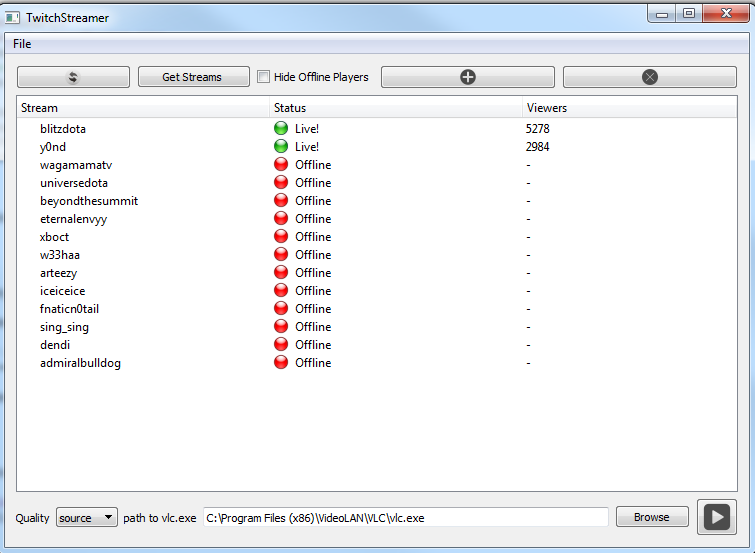 TwitchStreamer
File
Get Streams Hide Offline Players
Stream Status Viewers
blitzdota Live! 5278
y0nd Live! 2984
wagamamatv Offline -
universedota Offline -
beyondthesummit Offline -
eternalenvyy Offline -
xboct Offline -
w33haa Offline -
arteezy Offline -
iceiceice Offline -
fnaticn0tail Offline -
sing_sing Offline -
dendi Offline -
admiralbulldog Offline -
Quality source path to vlc.exe C:\Program Files (x86)\VideoLAN\VLC\vlc.exe Browse